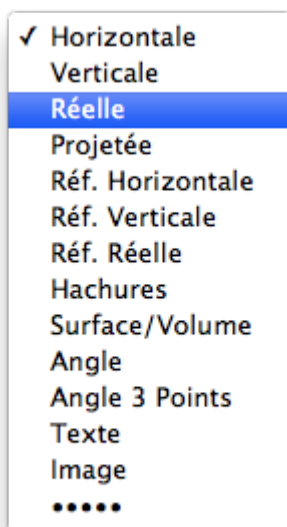 ✓ Horizontale
Verticale
Réelle
Projetée
Réf. Horizontale
Réf. Verticale
Réf. Réelle
Hachures
Surface/Volume
Angle
Angle 3 Points
Texte
Image
•••••